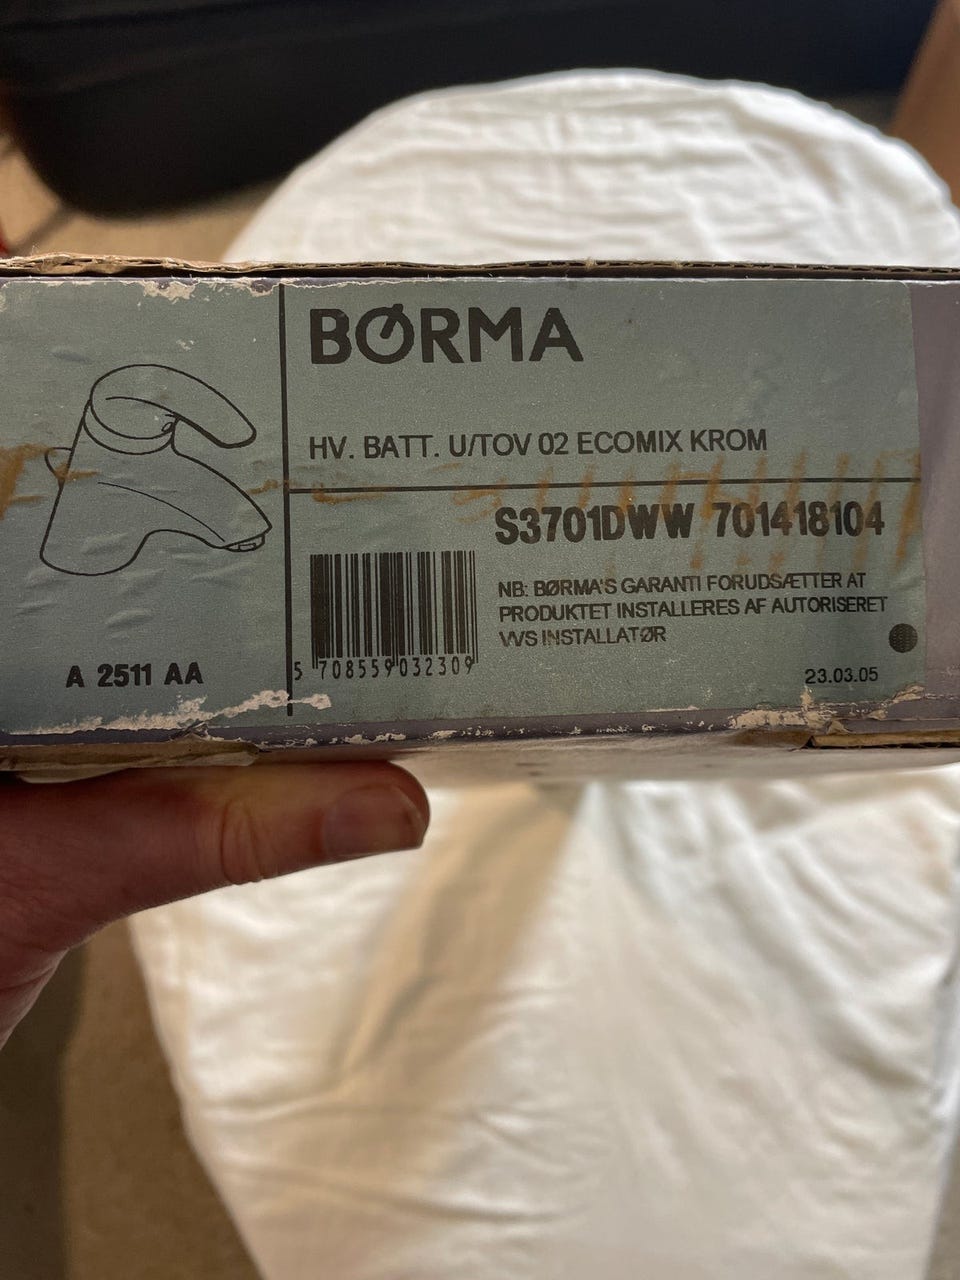 BØRMA
HV. BATT. U/TOV 02 ECOMIX KROM
S3701DWW 701418104
NB: BØRMA'S GARANTI FORUDSÆTTER AT
PRODUKTET INSTALLERES AF AUTORISERET
VVS INSTALLATØR
5 708559 032309
A 2511 AA
23.03.05